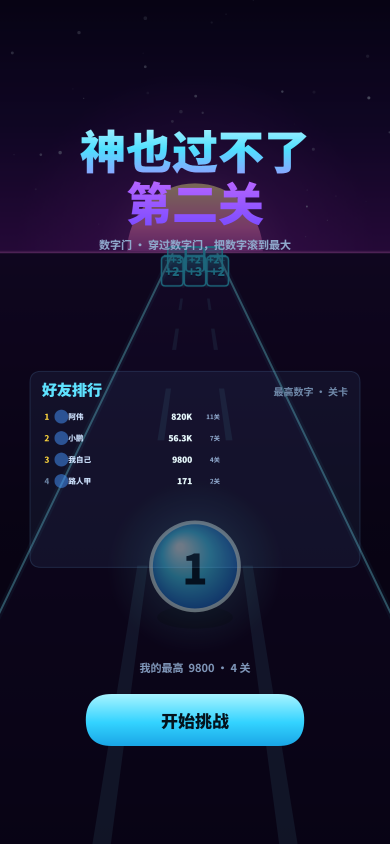 神也过不了
第二关
数字门 · 穿过数字门，把数字滚到最大
+3 +2 +2
+2 +3 +2
好友排行 最高数字 · 关卡
1 阿伟 820K 11关
2 小鹏 56.3K 7关
3 我自己 9800 4关
4 路人甲 171 2关
1
我的最高 9800 · 4 关
开始挑战